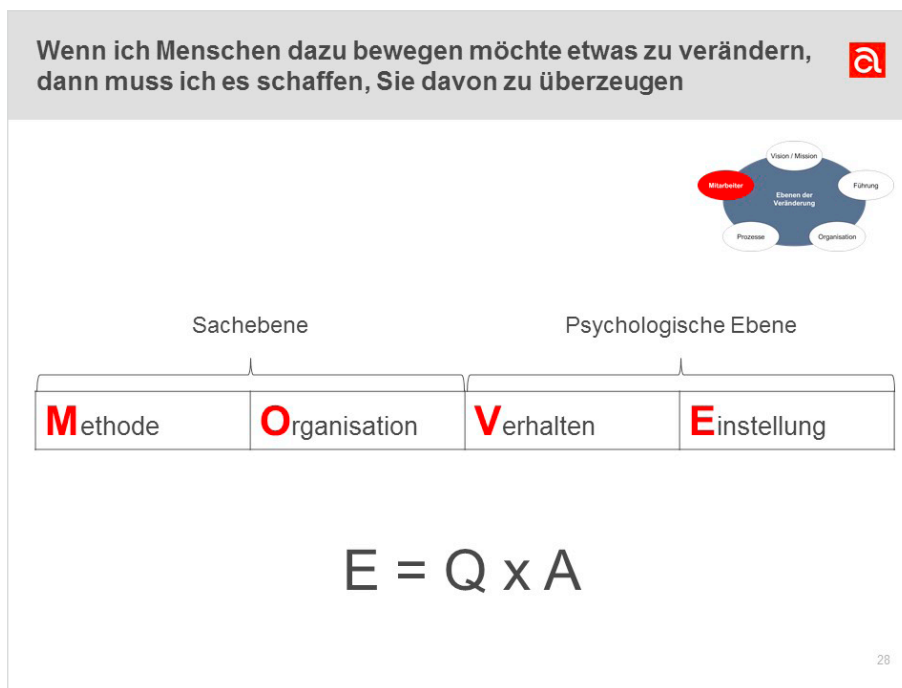 Wenn ich Menschen dazu bewegen möchte etwas zu verändern,
dann muss ich es schaffen, Sie davon zu überzeugen
Vision / Mission
Mitarbeiter
Führung
Ebenen der
Veränderung
Prozesse
Organisation
Sachebene
Psychologische Ebene
Methode
Organisation
Verhalten
Einstellung
E = Q x A
28